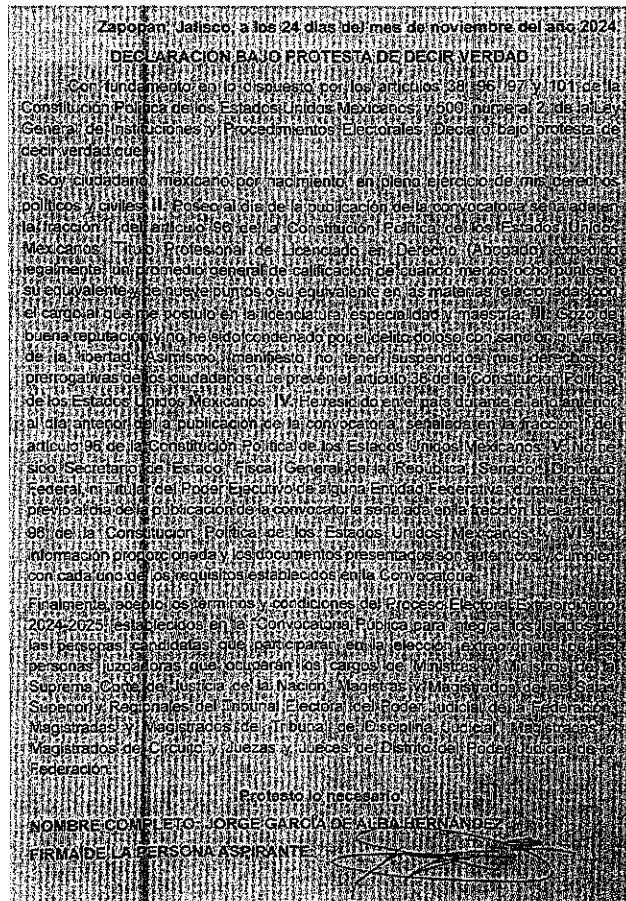 Zapopan, Jalisco, a los 24 días del mes de noviembre del año 2024
DECLARACIÓN BAJO PROTESTA DE DECIR VERDAD
Con fundamento en lo dispuesto por los artículos 38, 96, 97 y 101 de la
Constitución Política de los Estados Unidos Mexicanos, y 500, numeral 2, de la Ley
General de Instituciones y Procedimientos Electorales. Declaro bajo protesta de
decir verdad que:
I. Soy ciudadano mexicano por nacimiento en pleno ejercicio de mis derechos
políticos y civiles. II. Poseo al día de la publicación de la convocatoria señalada en
la fracción I del artículo 96 de la Constitución Política de los Estados Unidos
Mexicanos, Título Profesional de Licenciado en Derecho (Abogado) expedido
legalmente, un promedio general de calificación de cuando menos ocho puntos o
su equivalente y de nueve puntos o su equivalente en las materias relacionadas con
el cargo al que me postulo en la licenciatura, especialidad y maestría. III. Gozo de
buena reputación y no he sido condenado por el delito doloso con sanción privativa
de la libertad. Asimismo, manifiesto no tener suspendidos mis derechos o
prerrogativas de los ciudadanos que prevén el artículo 38 de la Constitución Política
de los Estados Unidos Mexicanos. IV. He residido en el país durante el año anterior
al día anterior de la publicación de la convocatoria, señalada en la fracción I del
artículo 96 de la Constitución Política de los Estados Unidos Mexicanos. V. No he
sido Secretario de Estado, Fiscal General de la República, Senador, Diputado
Federal, ni Titular del Poder Ejecutivo de alguna Entidad Federativa, durante el año
previo al día de la publicación de la convocatoria señalada en la fracción I del artículo
96 de la Constitución Política de los Estados Unidos Mexicanos. y VI. La
información proporcionada y los documentos presentados son auténticos y cumplen
con cada uno de los requisitos establecidos en la Convocatoria.
Finalmente, acepto los términos y condiciones del Proceso Electoral Extraordinario
2024-2025, establecidos en la Convocatoria Pública para integrar los listados de
las personas candidatas que participarán en la elección extraordinaria de las
personas juzgadoras que ocuparán los cargos de Ministras y Ministros de la
Suprema Corte de Justicia de la Nación, Magistras y Magistrados de las Salas
Superior y Regionales del Tribunal Electoral del Poder Judicial de la Federación,
Magistradas y Magistrados de Tribunal de Disciplina Judicial, Magistradas y
Magistrados de Circuito y Juezas y Jueces de Distrito del Poder Judicial de la
Federación.
Protesto lo necesario
NOMBRE COMPLETO: JORGE GARCÍA DE ALBA HERNÁNDEZ
FIRMA DE LA PERSONA ASPIRANTE